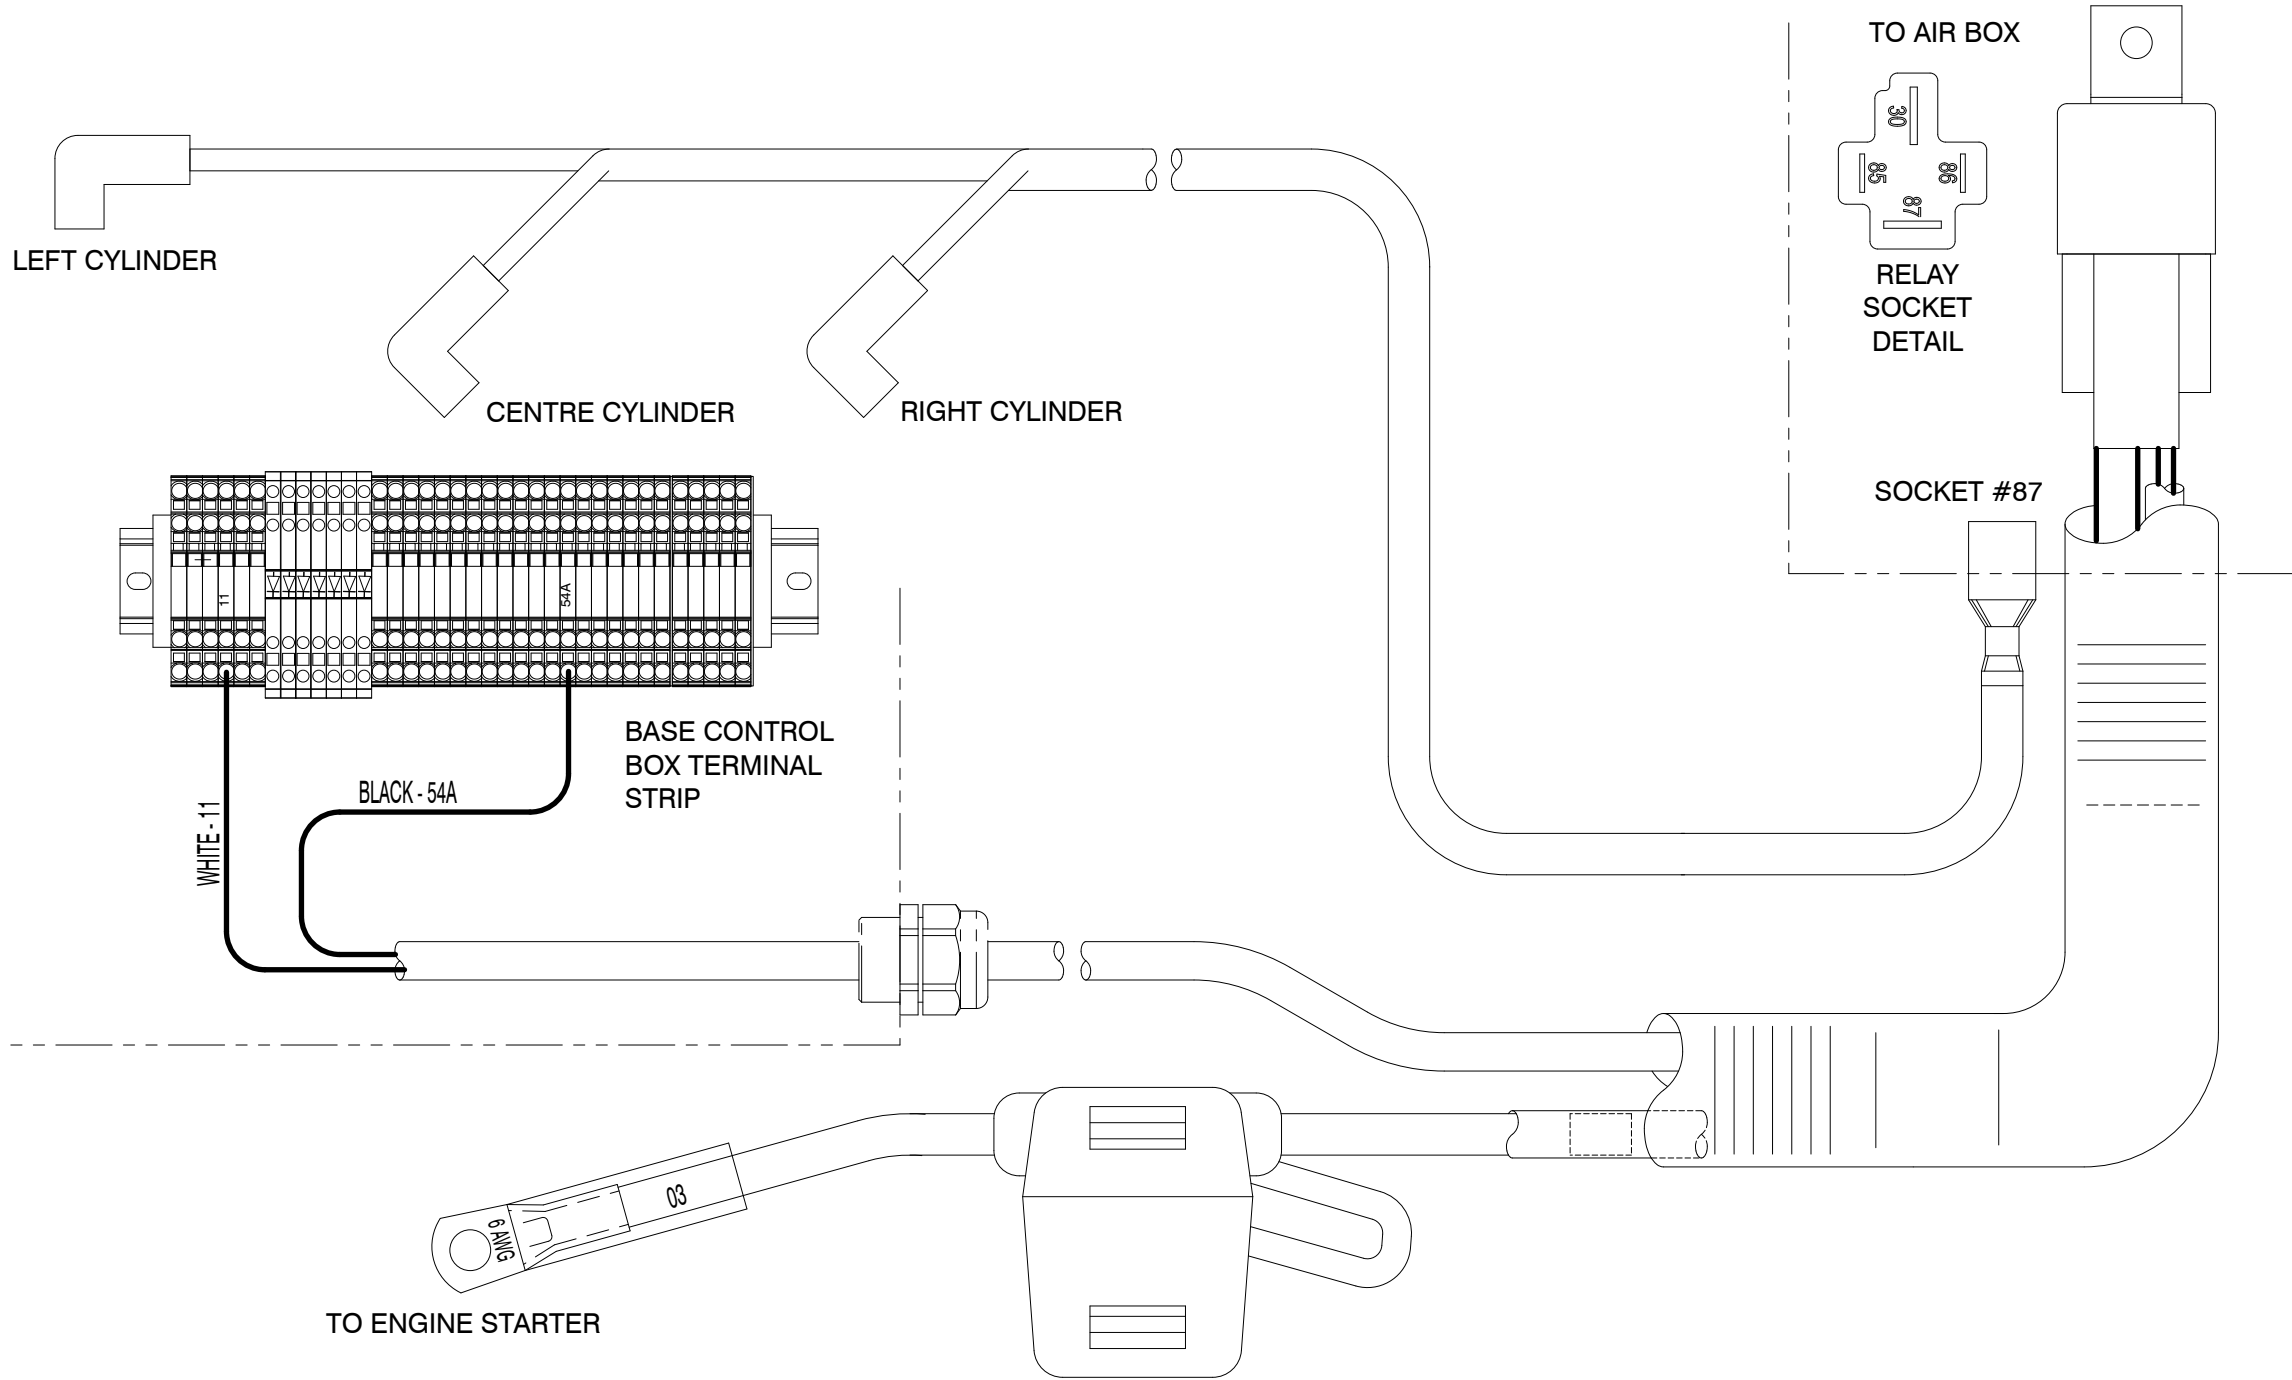 TO AIR BOX
30
85
86
87
RELAY
SOCKET
DETAIL
LEFT CYLINDER
CENTRE CYLINDER
RIGHT CYLINDER
SOCKET #87
11
54A
BASE CONTROL
BOX TERMINAL
STRIP
BLACK - 54A
WHITE - 11
03
6 AWG
TO ENGINE STARTER